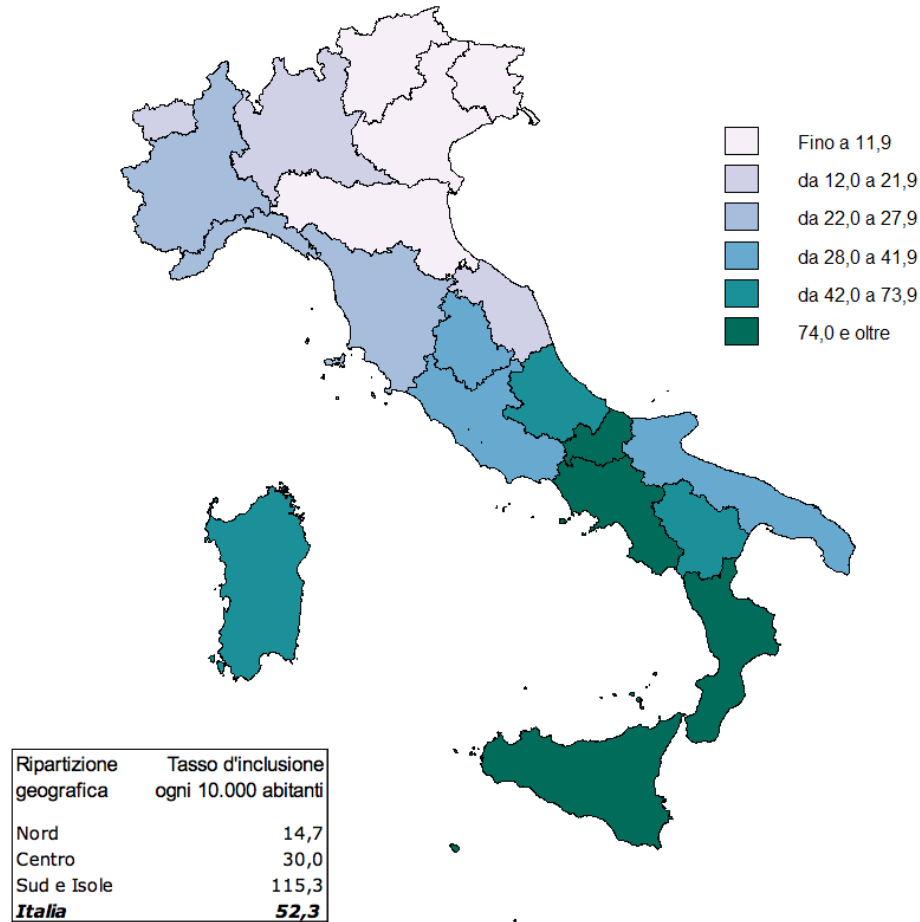 Fino a 11,9
da 12,0 a 21,9
da 22,0 a 27,9
da 28,0 a 41,9
da 42,0 a 73,9
74,0 e oltre
Ripartizione Tasso d'inclusione
geografica ogni 10.000 abitanti
Nord 14,7
Centro 30,0
Sud e Isole 115,3
Italia 52,3